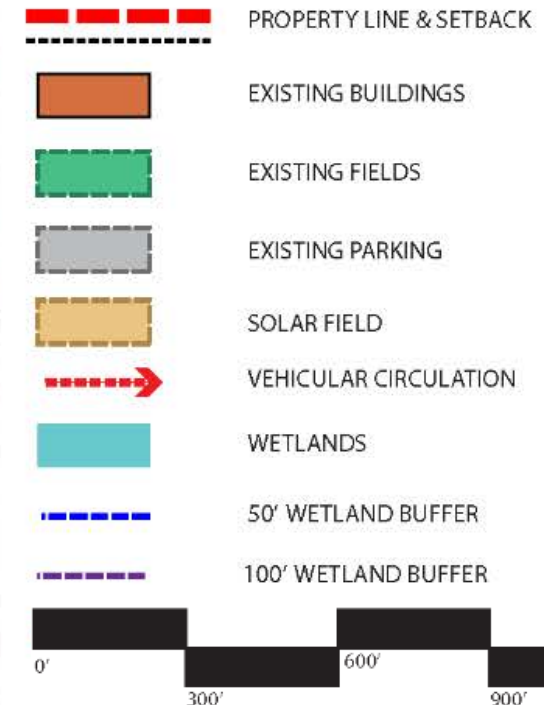 PROPERTY LINE & SETBACK
EXISTING BUILDINGS
EXISTING FIELDS
EXISTING PARKING
SOLAR FIELD
VEHICULAR CIRCULATION
WETLANDS
50' WETLAND BUFFER
100' WETLAND BUFFER
0'
600'
300'
900'